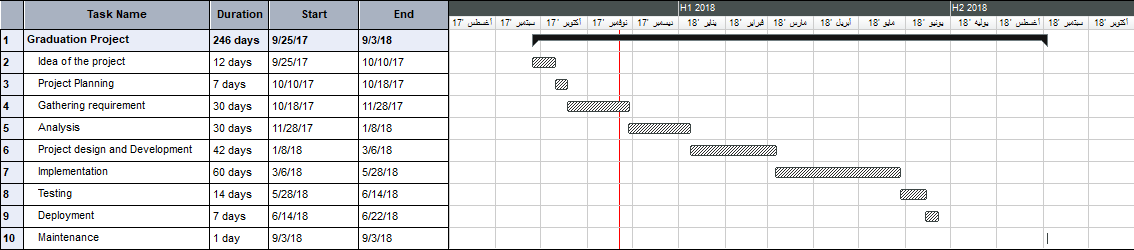 H1 2018 H2 2018
Task Name Duration Start End
أغسطس '17 سبتمبر '17 أكتوبر '17 نوفمبر '17 ديسمبر '17 يناير '18 فبراير '18 مارس '18 أبريل '18 مايو '18 يونيو '18 يوليه '18 أغسطس '18 سبتمبر '18 أكتوبر '18
1 Graduation Project 246 days 9/25/17 9/3/18
2 Idea of the project 12 days 9/25/17 10/10/17
3 Project Planning 7 days 10/10/17 10/18/17
4 Gathering requirement 30 days 10/18/17 11/28/17
5 Analysis 30 days 11/28/17 1/8/18
6 Project design and Development 42 days 1/8/18 3/6/18
7 Implementation 60 days 3/6/18 5/28/18
8 Testing 14 days 5/28/18 6/14/18
9 Deployment 7 days 6/14/18 6/22/18
10 Maintenance 1 day 9/3/18 9/3/18